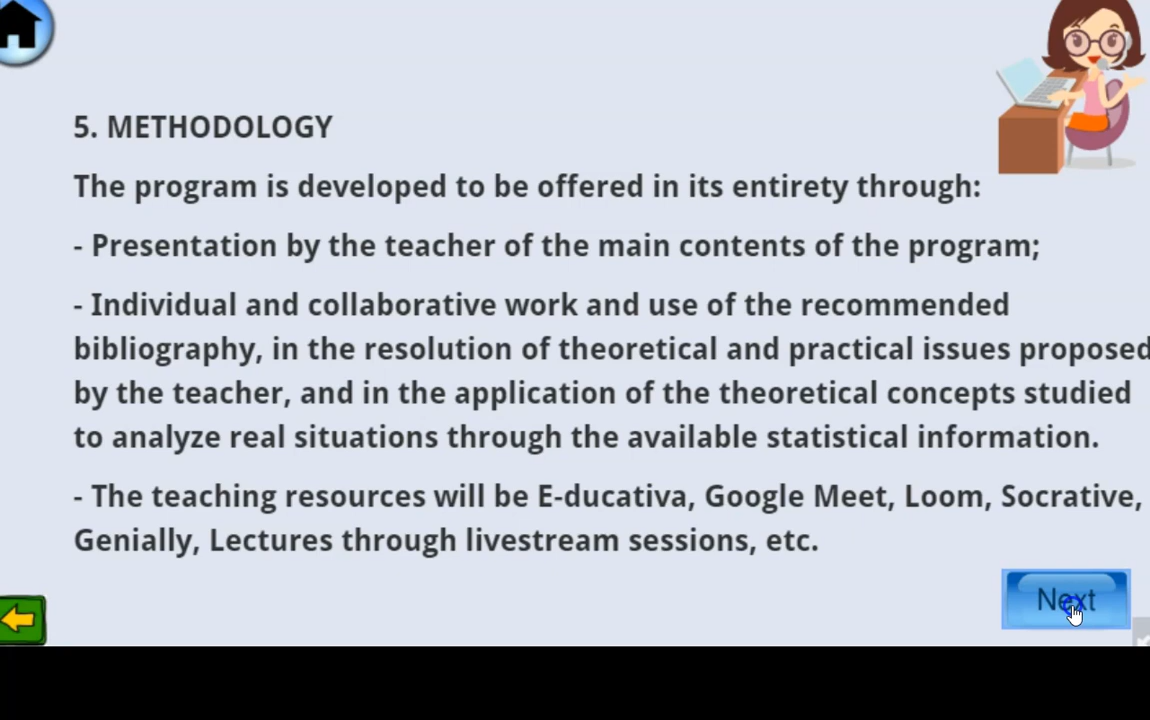 5. METHODOLOGY
The program is developed to be offered in its entirety through:
- Presentation by the teacher of the main contents of the program;
- Individual and collaborative work and use of the recommended
bibliography, in the resolution of theoretical and practical issues proposed
by the teacher, and in the application of the theoretical concepts studied
to analyze real situations through the available statistical information.
- The teaching resources will be E-ducativa, Google Meet, Loom, Socrative,
Genially, Lectures through livestream sessions, etc.
Next